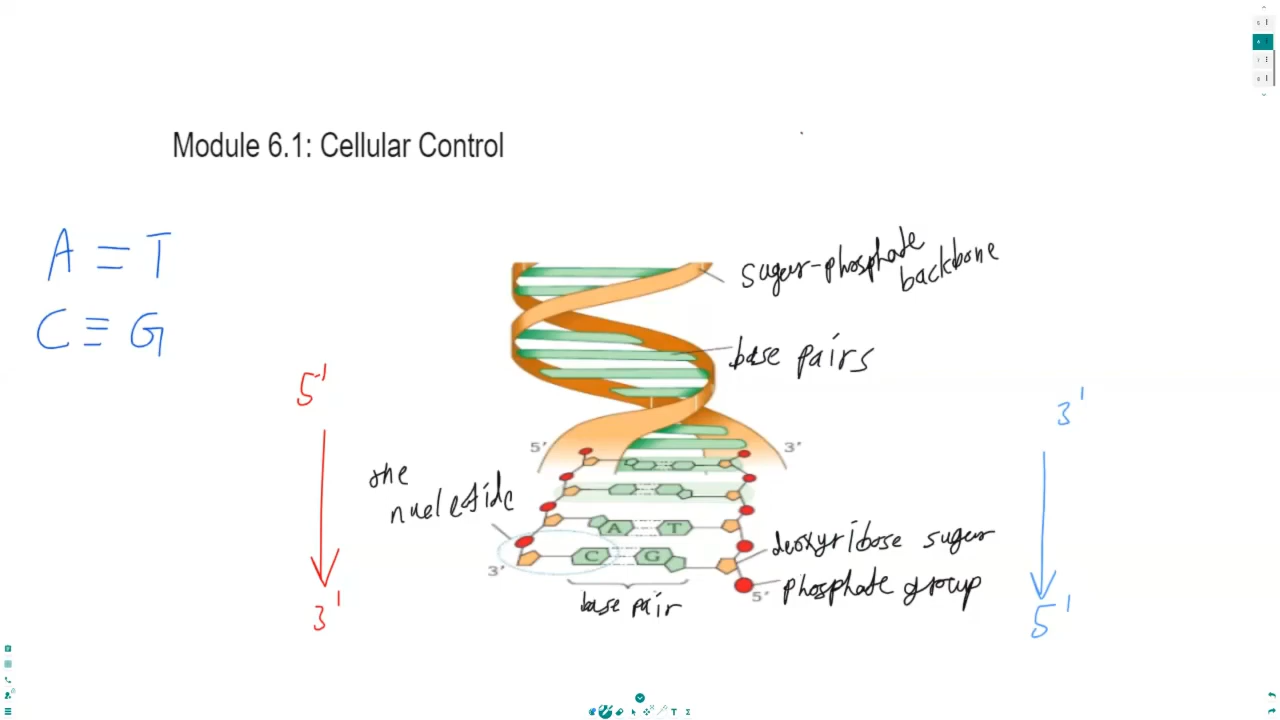 Module 6.1: Cellular Control
A = T
C ≡ G
sugar-phosphate
backbone
base pairs
5'
3'
5'
3'
one
nucleotide
A T
C G
3'
5'
deoxyribose sugar
phosphate group
base pair
3'
5'